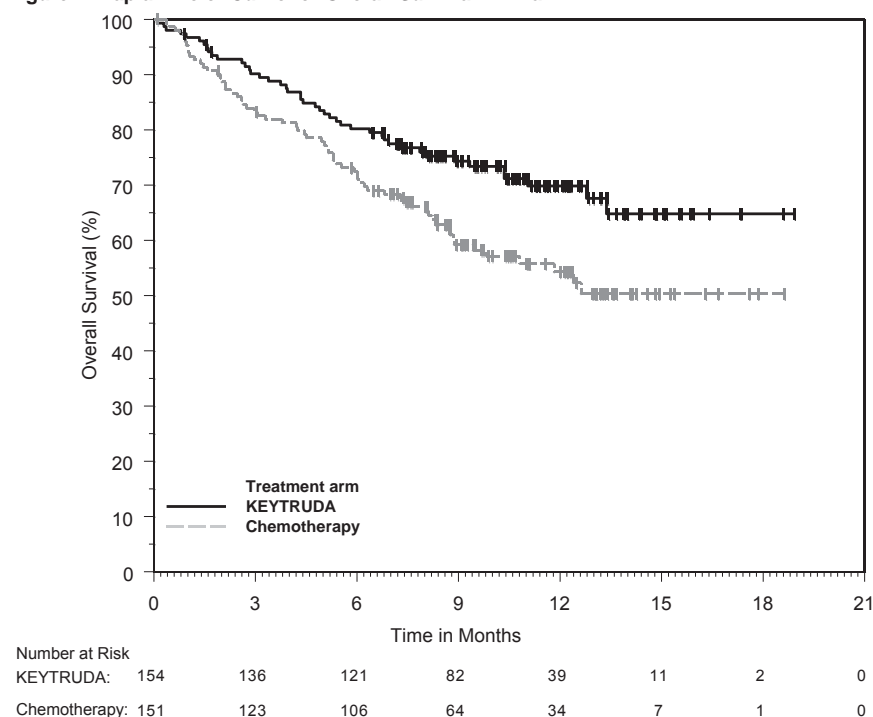 100
90
80
70
60
50
40
30
20
10
0
Overall Survival (%)
Treatment arm
KEYTRUDA
Chemotherapy
0 3 6 9 12 15 18 21
Time in Months
Number at Risk
KEYTRUDA: 154 136 121 82 39 11 2 0
Chemotherapy: 151 123 106 64 34 7 1 0